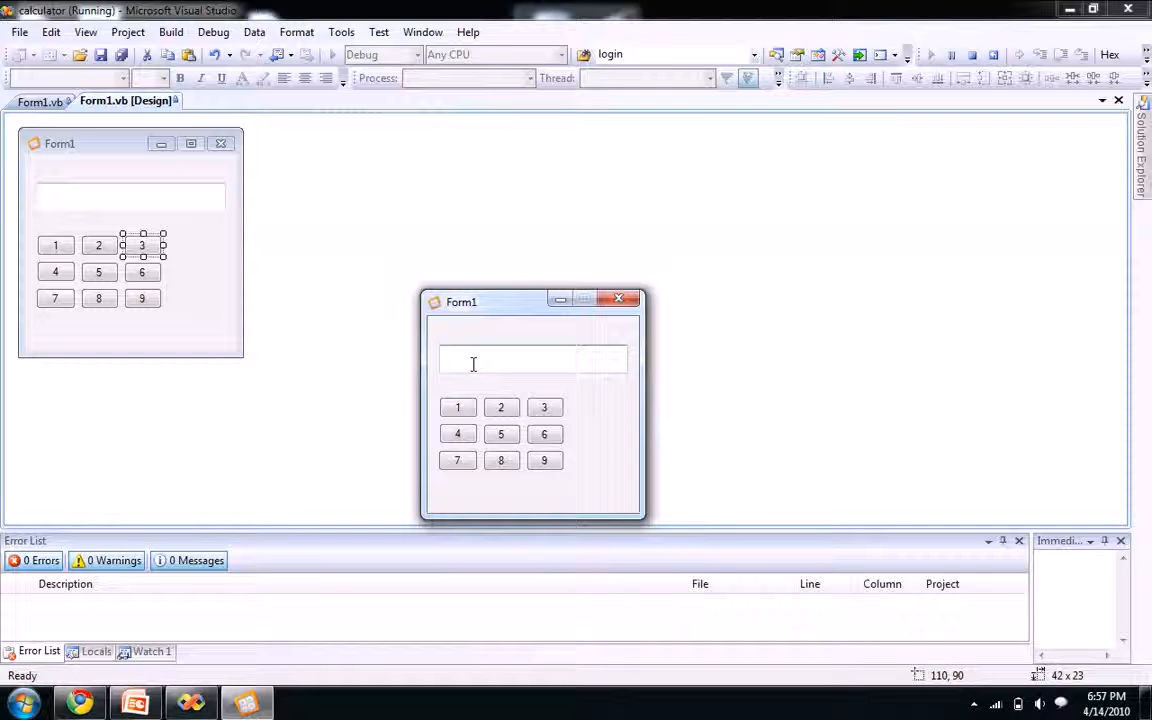 calculator (Running) - Microsoft Visual Studio
File Edit View Project Build Debug Data Format Tools Test Window Help
Debug Any CPU login Hex
B I U A Process: Thread:
Form1.vb Form1.vb [Design]
Solution Explorer
Form1
1 2 3
4 5 6
7 8 9
Form1
1 2 3
4 5 6
7 8 9
Error List Immedi...
0 Errors 0 Warnings 0 Messages
Description File Line Column Project
Error List Locals Watch 1
Ready 110, 90 42 x 23
6:57 PM
4/14/2010